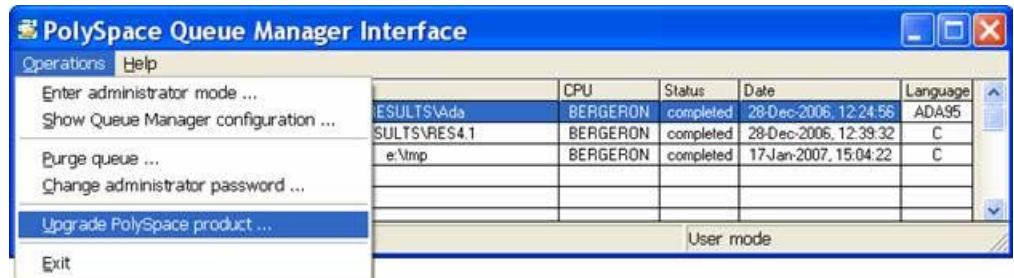 PolySpace Queue Manager Interface
Operations Help
Enter administrator mode ...
Show Queue Manager configuration ...
Purge queue ...
Change administrator password ...
Upgrade PolySpace product ...
Exit
CPU Status Date Language
ESULTS\Ada BERGERON completed 28-Dec-2006, 12:24:56 ADA95
SULTS\RES4.1 BERGERON completed 28-Dec-2006, 12:39:32 C
e:\tmp BERGERON completed 17-Jan-2007, 15:04:22 C
User mode